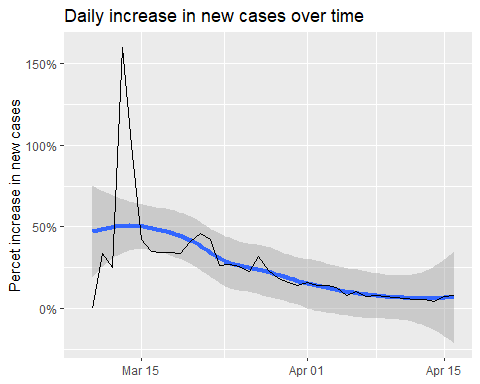 Daily increase in new cases over time
Percet increase in new cases
150%
100%
50%
0%
Mar 15
Apr 01
Apr 15